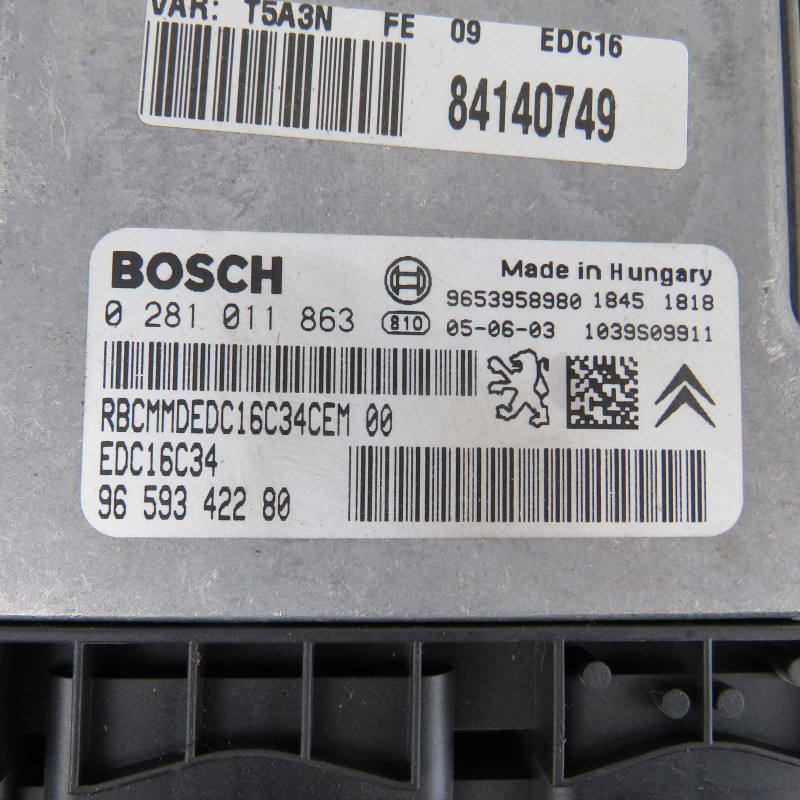 VAR: T5A3N FE 09 EDC16
84140749
BOSCH
Made in Hungary
0 281 011 863
9653958980 1845 1818
810 05-06-03 1039S09911
RBCMMDEDC16C34CEM 00
EDC16C34
96 593 422 80